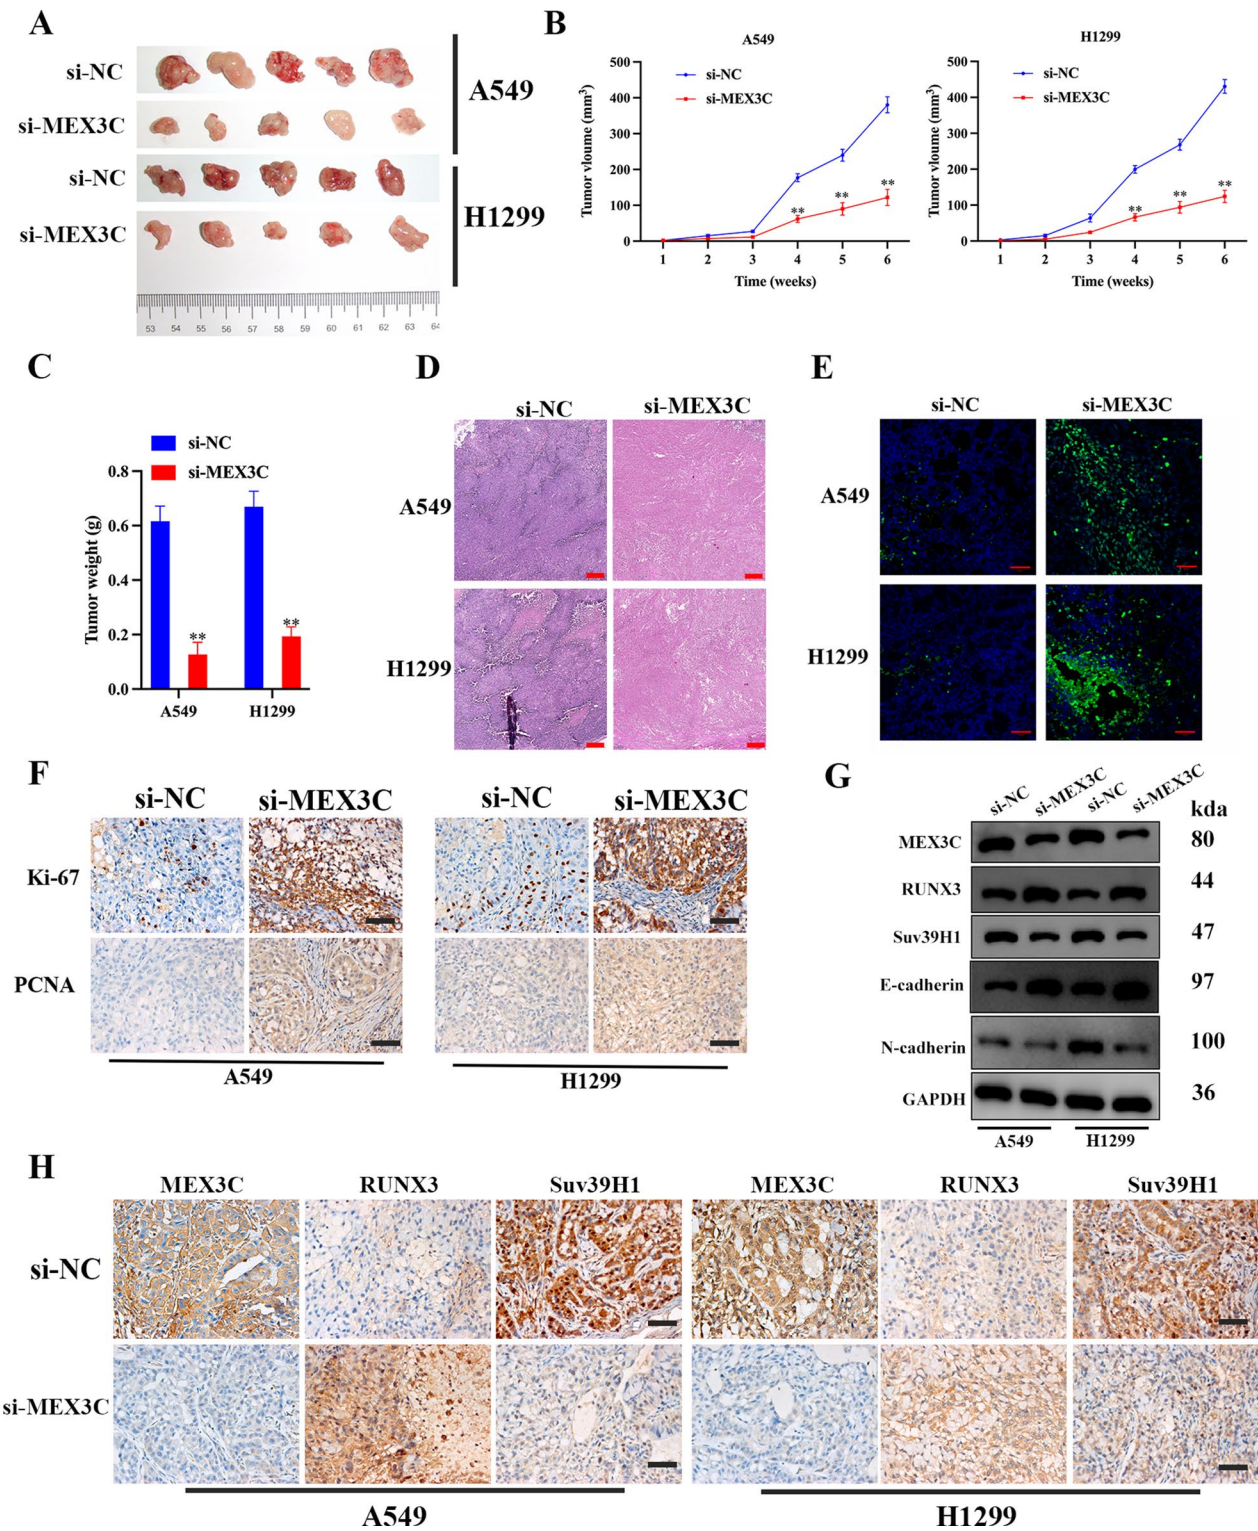 A
si-NC
si-MEX3C
A549
si-NC
si-MEX3C
H1299
53 54 55 56 57 58 59 60 61 62 63 64
B
A549
Tumor vloume (mm³)
500
400
300
200
100
0
si-NC
si-MEX3C
** ** **
1 2 3 4 5 6
Time (weeks)
H1299
Tumor vloume (mm³)
500
400
300
200
100
0
si-NC
si-MEX3C
** ** **
1 2 3 4 5 6
Time (weeks)
C
si-NC
si-MEX3C
Tumor weight (g)
0.8
0.6
0.4
0.2
0.0
** **
A549 H1299
D
si-NC si-MEX3C
A549
H1299
E
si-NC si-MEX3C
A549
H1299
F
si-NC si-MEX3C si-NC si-MEX3C
Ki-67
PCNA
A549 H1299
G
si-NC si-MEX3C si-NC si-MEX3C
kda
MEX3C 80
RUNX3 44
Suv39H1 47
E-cadherin 97
N-cadherin 100
GAPDH 36
A549 H1299
H
MEX3C RUNX3 Suv39H1 MEX3C RUNX3 Suv39H1
si-NC
si-MEX3C
A549 H1299